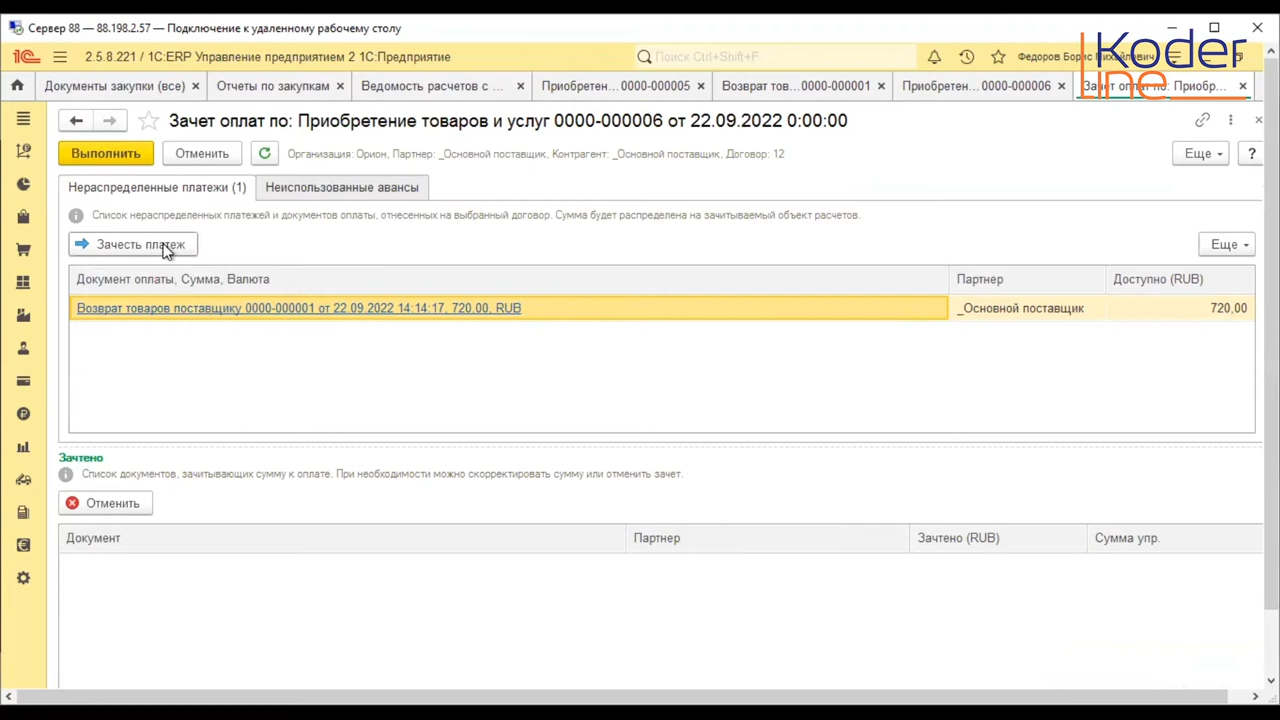 Сервер 88 — 88.198.2.57 — Подключение к удаленному рабочему столу
Koder
Line
1С
2.5.8.221 / 1С:ERP Управление предприятием 2 1С:Предприятие
Поиск Ctrl+Shift+F
Федоров Борис Михайлович
Документы закупки (все)
Отчеты по закупкам
Ведомость расчетов с ...
Приобретен....0000-000005
Возврат тов....0000-000001
Приобретен....0000-000006
Зачет оплат по: Приобр...
Зачет оплат по: Приобретение товаров и услуг 0000-000006 от 22.09.2022 0:00:00
Выполнить
Отменить
Организация: Орион, Партнер: _Основной поставщик, Контрагент: _Основной поставщик, Договор: 12
Еще
?
Нераспределенные платежи (1)
Неиспользованные авансы
Список нераспределенных платежей и документов оплаты, отнесенных на выбранный договор. Сумма будет распределена на зачитываемый объект расчетов.
Зачесть платеж
Еще
Документ оплаты, Сумма, Валюта
Партнер
Доступно (RUB)
Возврат товаров поставщику 0000-000001 от 22.09.2022 14:14:17, 720,00, RUB
_Основной поставщик
720,00
Зачтено
Список документов, зачитывающих сумму к оплате. При необходимости можно скорректировать сумму или отменить зачет.
Отменить
Документ
Партнер
Зачтено (RUB)
Сумма упр.